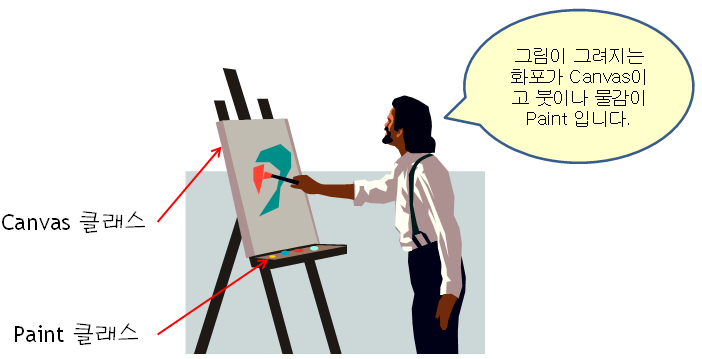 그림이 그려지는
화포가 Canvas이
고 붓이나 물감이
Paint 입니다.
Canvas 클래스
Paint 클래스